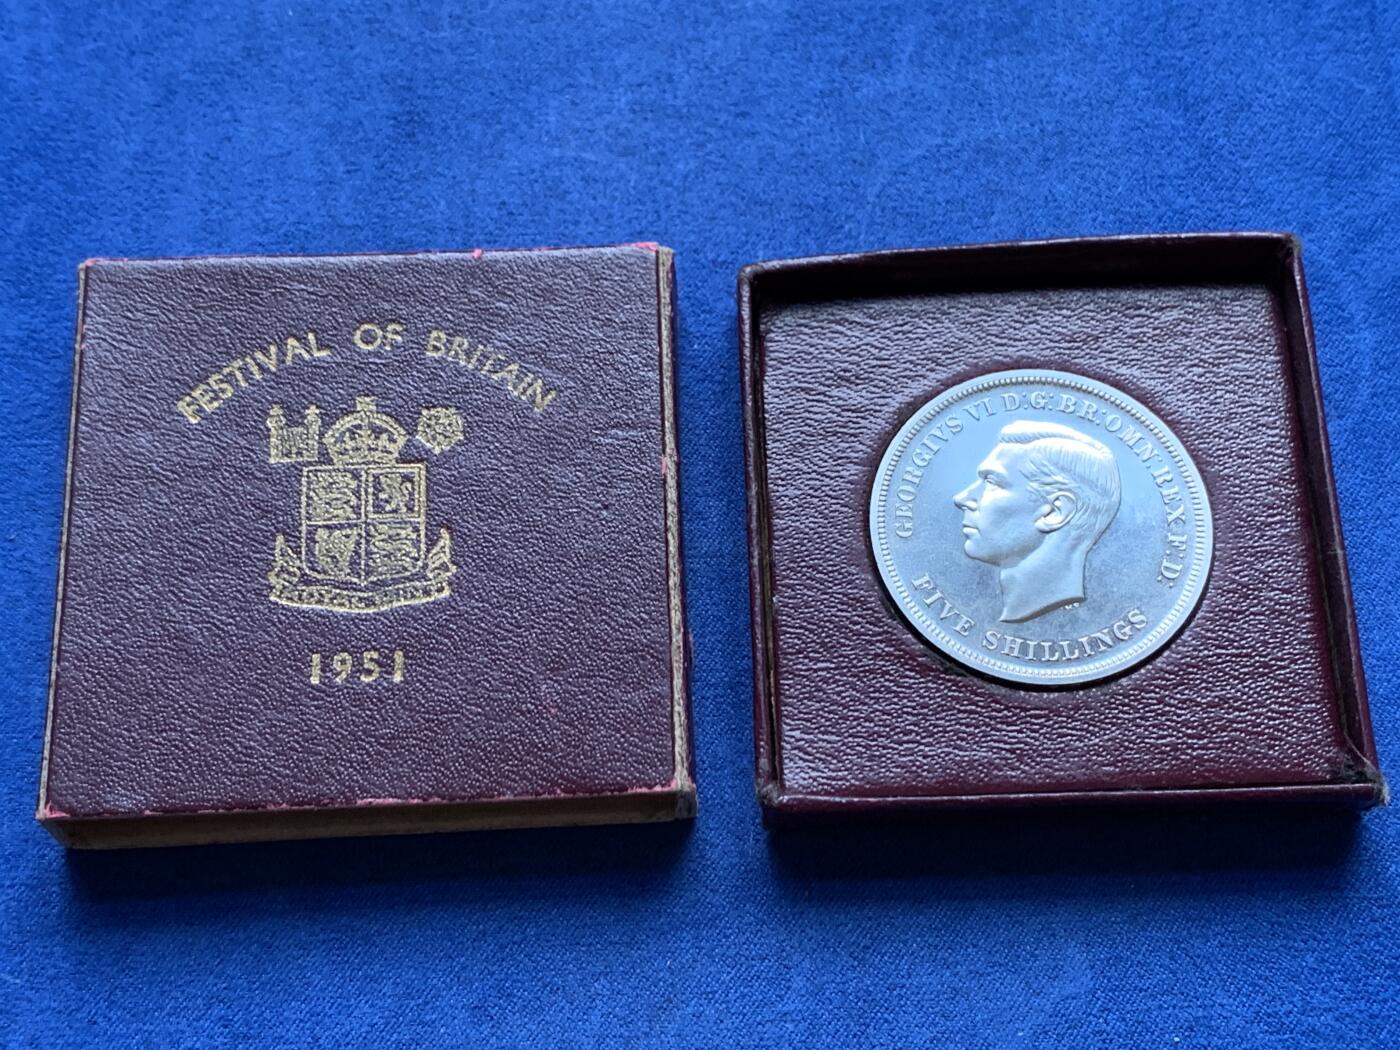 FESTIVAL OF BRITAIN
1951
GEORGIVS VI D:G:BR:OMN:REX·F:D:
FIVE SHILLINGS